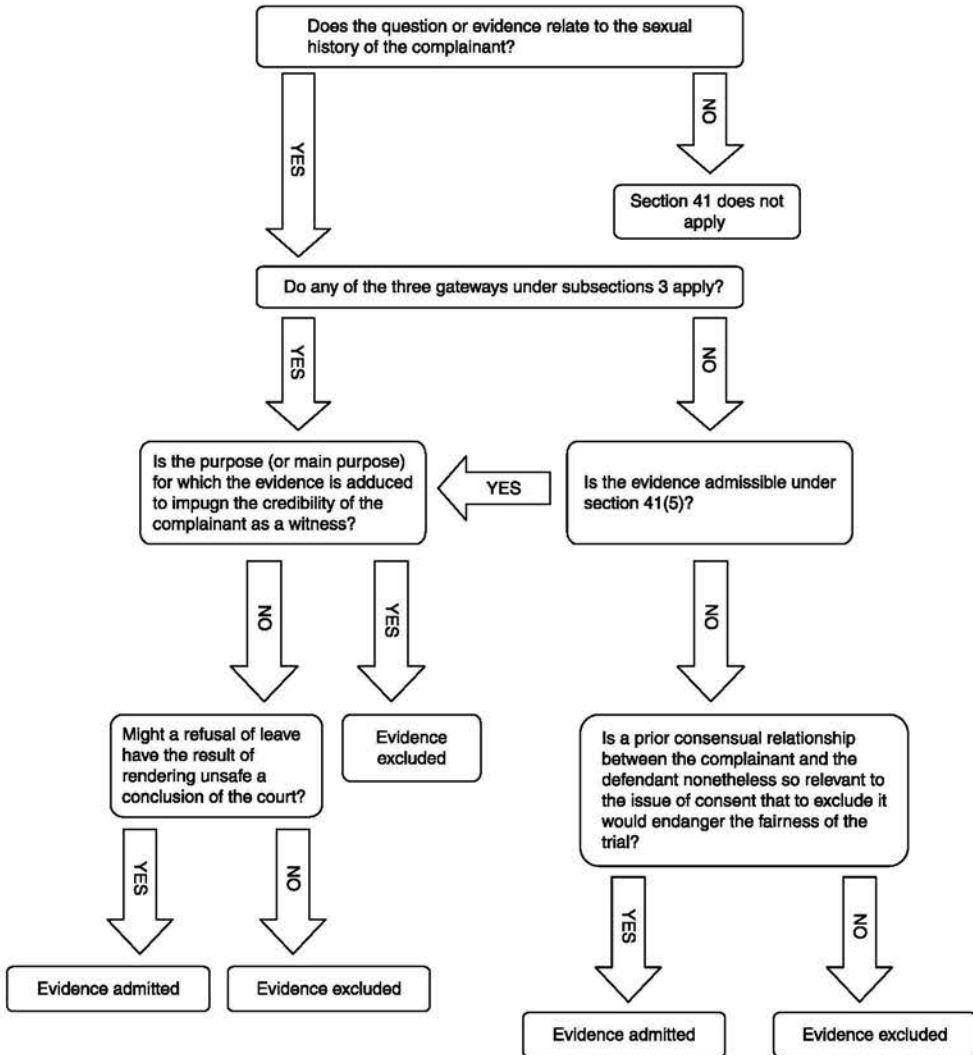 Does the question or evidence relate to the sexual
history of the complainant?
YES
NO
Section 41 does not
apply
Do any of the three gateways under subsections 3 apply?
YES
NO
Is the purpose (or main purpose)
for which the evidence is adduced
to impugn the credibility of the
complainant as a witness?
YES
Is the evidence admissible under
section 41(5)?
NO
YES
NO
Might a refusal of leave
have the result of
rendering unsafe a
conclusion of the court?
Evidence
excluded
Is a prior consensual relationship
between the complainant and the
defendant nonetheless so relevant to
the issue of consent that to exclude it
would endanger the fairness of the
trial?
YES
NO
YES
NO
Evidence admitted
Evidence excluded
Evidence admitted
Evidence excluded